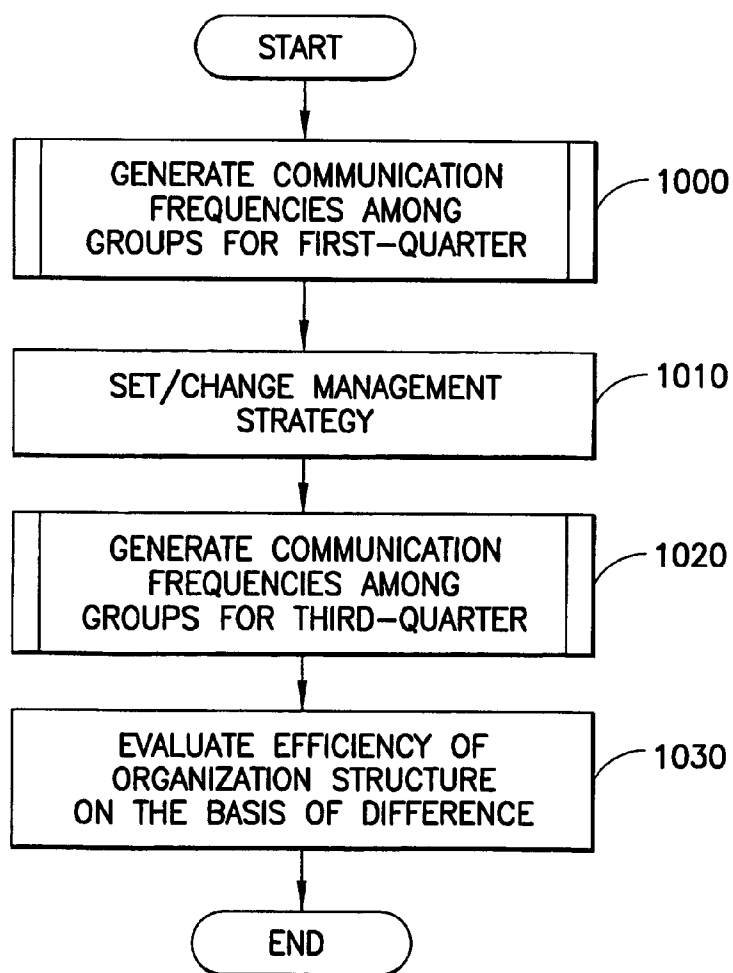 START
GENERATE COMMUNICATION
FREQUENCIES AMONG
GROUPS FOR FIRST-QUARTER
1000
SET/CHANGE MANAGEMENT
STRATEGY
1010
GENERATE COMMUNICATION
FREQUENCIES AMONG
GROUPS FOR THIRD-QUARTER
1020
EVALUATE EFFICIENCY OF
ORGANIZATION STRUCTURE
ON THE BASIS OF DIFFERENCE
1030
END